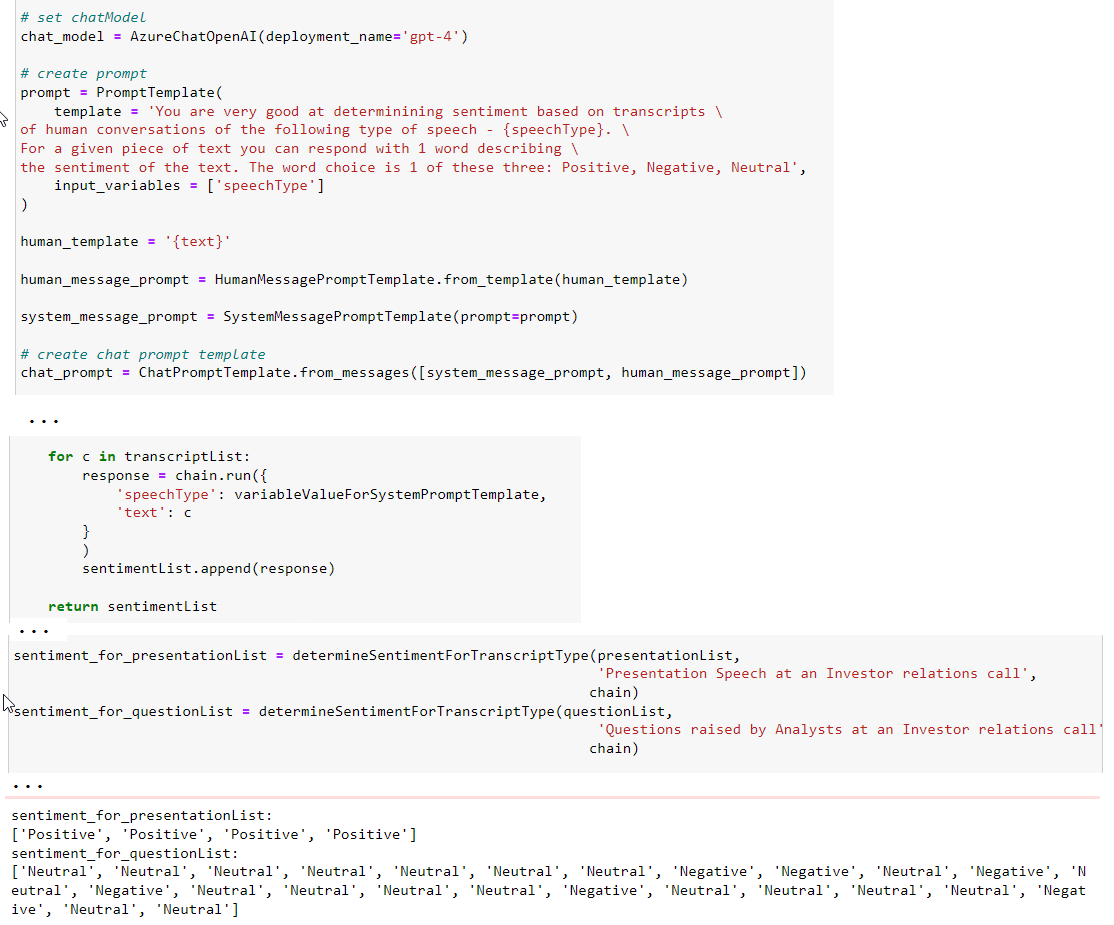 # set chatModel
chat_model = AzureChatOpenAI(deployment_name='gpt-4')
# create prompt
prompt = PromptTemplate(
    template = 'You are very good at determinining sentiment based on transcripts \
of human conversations of the following type of speech - {speechType}. \
For a given piece of text you can respond with 1 word describing \
the sentiment of the text. The word choice is 1 of these three: Positive, Negative, Neutral',
    input_variables = ['speechType']
)
human_template = '{text}'
human_message_prompt = HumanMessagePromptTemplate.from_template(human_template)
system_message_prompt = SystemMessagePromptTemplate(prompt=prompt)
# create chat prompt template
chat_prompt = ChatPromptTemplate.from_messages([system_message_prompt, human_message_prompt])
...
    for c in transcriptList:
        response = chain.run({
            'speechType': variableValueForSystemPromptTemplate,
            'text': c
        }
        )
        sentimentList.append(response)
    return sentimentList
...
sentiment_for_presentationList = determineSentimentForTranscriptType(presentationList,
                                                                     'Presentation Speech at an Investor relations call',
                                                                    chain)
sentiment_for_questionList = determineSentimentForTranscriptType(questionList,
                                                                     'Questions raised by Analysts at an Investor relations call'
                                                                    chain)
...
sentiment_for_presentationList:
['Positive', 'Positive', 'Positive', 'Positive']
sentiment_for_questionList:
['Neutral', 'Neutral', 'Neutral', 'Neutral', 'Neutral', 'Neutral', 'Neutral', 'Negative', 'Negative', 'Neutral', 'Negative', 'N
eutral', 'Negative', 'Neutral', 'Neutral', 'Neutral', 'Neutral', 'Negative', 'Neutral', 'Neutral', 'Neutral', 'Neutral', 'Negat
ive', 'Neutral', 'Neutral']